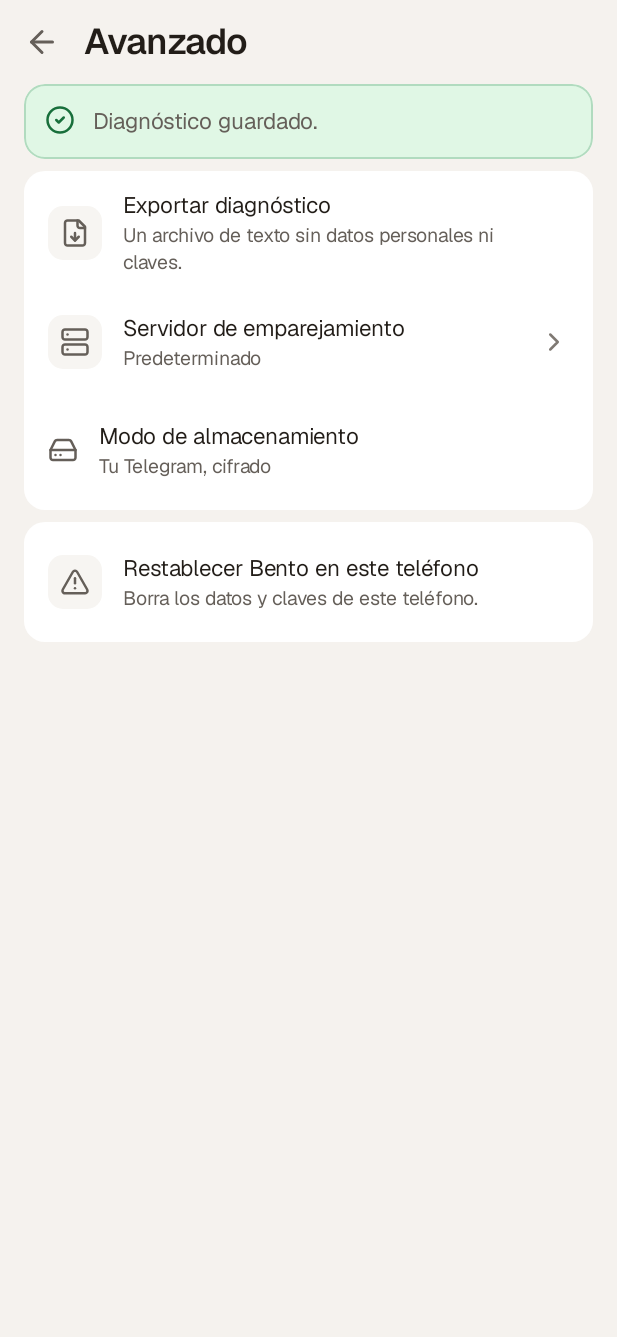 Avanzado
Diagnóstico guardado.
Exportar diagnóstico
Un archivo de texto sin datos personales ni
claves.
Servidor de emparejamiento
Predeterminado
Modo de almacenamiento
Tu Telegram, cifrado
Restablecer Bento en este teléfono
Borra los datos y claves de este teléfono.